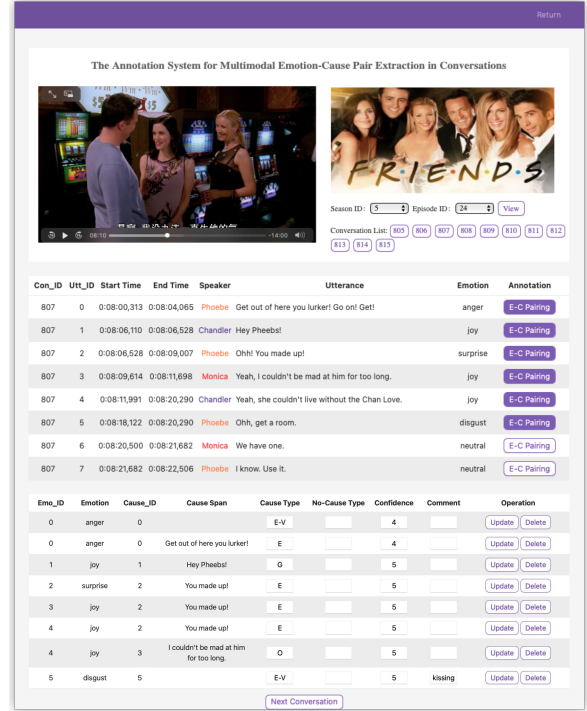 Return
The Annotation System for Multimodal Emotion-Cause Pair Extraction in Conversations
08:10
-14:00
F·R·I·E·N·D·S
Season ID: 5 Episode ID: 24 View
Conversation List: 805 806 807 808 809 810 811 812
813 814 815
Con_ID Utt_ID Start Time End Time Speaker Utterance Emotion Annotation
807 0 0:08:00,313 0:08:04,065 Phoebe Get out of here you lurker! Go on! Get! anger E-C Pairing
807 1 0:08:06,110 0:08:06,528 Chandler Hey Pheebs! joy E-C Pairing
807 2 0:08:06,528 0:08:09,007 Phoebe Ohh! You made up! surprise E-C Pairing
807 3 0:08:09,614 0:08:11,698 Monica Yeah, I couldn't be mad at him for too long. joy E-C Pairing
807 4 0:08:11,991 0:08:20,290 Chandler Yeah, she couldn't live without the Chan Love. joy E-C Pairing
807 5 0:08:18,122 0:08:20,290 Phoebe Ohh, get a room. disgust E-C Pairing
807 6 0:08:20,500 0:08:21,682 Monica We have one. neutral E-C Pairing
807 7 0:08:21,682 0:08:22,506 Phoebe I know. Use it. neutral E-C Pairing
Emo_ID Emotion Cause_ID Cause Span Cause Type No-Cause Type Confidence Comment Operation
0 anger 0 E-V 4 Update Delete
0 anger 0 Get out of here you lurker! E 4 Update Delete
1 joy 1 Hey Pheebs! G 5 Update Delete
2 surprise 2 You made up! E 5 Update Delete
3 joy 2 You made up! E 5 Update Delete
4 joy 2 You made up! E 5 Update Delete
4 joy 3 I couldn't be mad at him for too long. O 5 Update Delete
5 disgust 5 E-V 5 kissing Update Delete
Next Conversation